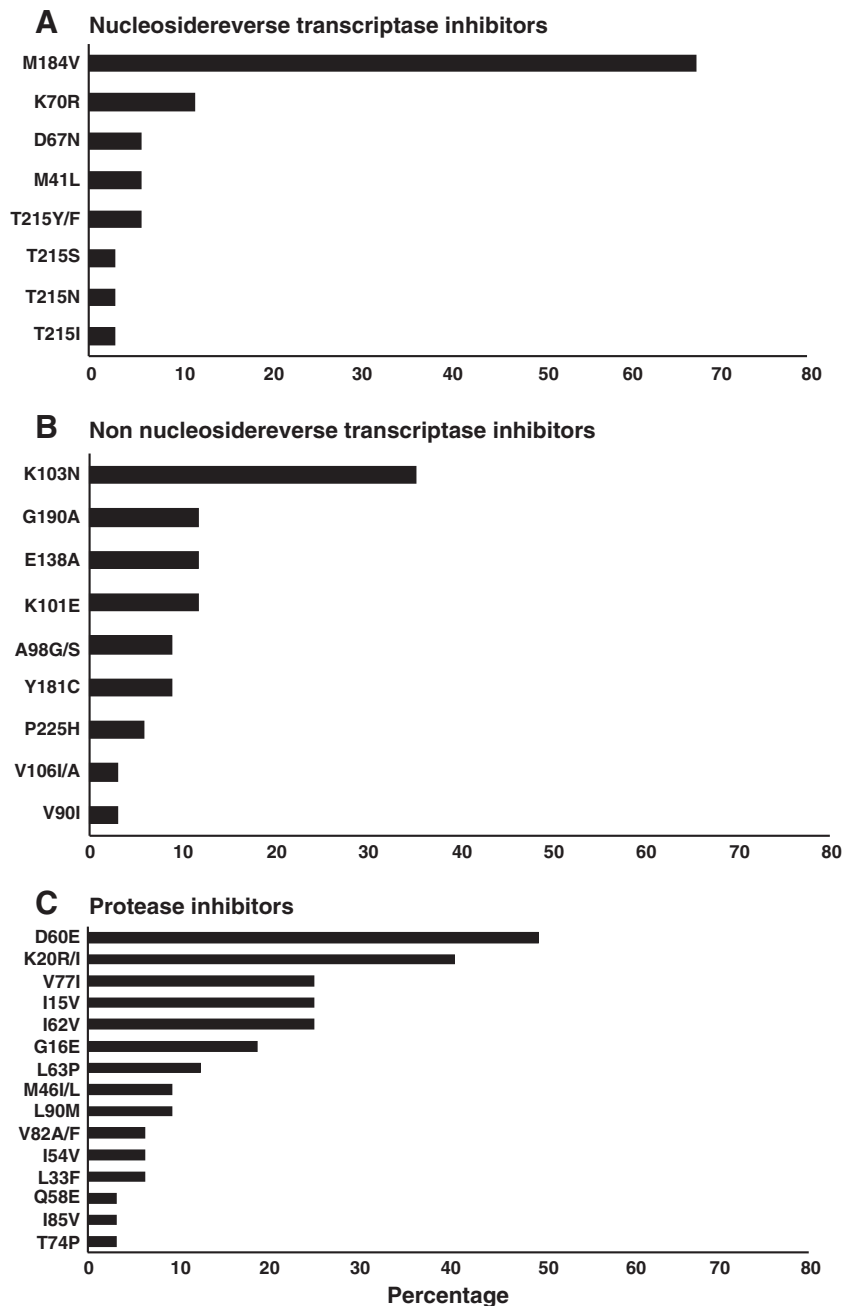 A Nucleosidereverse transcriptase inhibitors
M184V
K70R
D67N
M41L
T215Y/F
T215S
T215N
T215I
0 10 20 30 40 50 60 70 80
B Non nucleosidereverse transcriptase inhibitors
K103N
G190A
E138A
K101E
A98G/S
Y181C
P225H
V106I/A
V90I
0 10 20 30 40 50 60 70 80
C Protease inhibitors
D60E
K20R/I
V77I
I15V
I62V
G16E
L63P
M46I/L
L90M
V82A/F
I54V
L33F
Q58E
I85V
T74P
0 10 20 30 40 50 60 70 80
Percentage